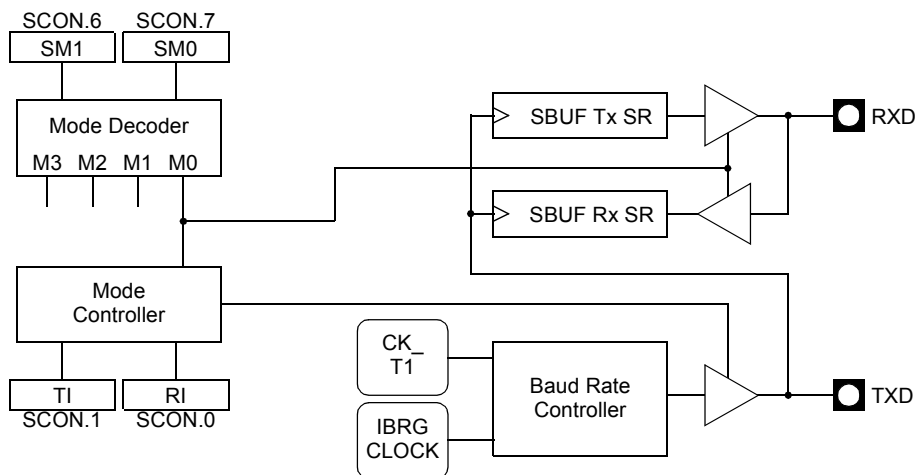 SCON.6 SCON.7
SM1 SM0
Mode Decoder
M3 M2 M1 M0
SBUF Tx SR
RXD
SBUF Rx SR
Mode
Controller
TI RI
SCON.1 SCON.0
CK_
T1
IBRG
CLOCK
Baud Rate
Controller
TXD